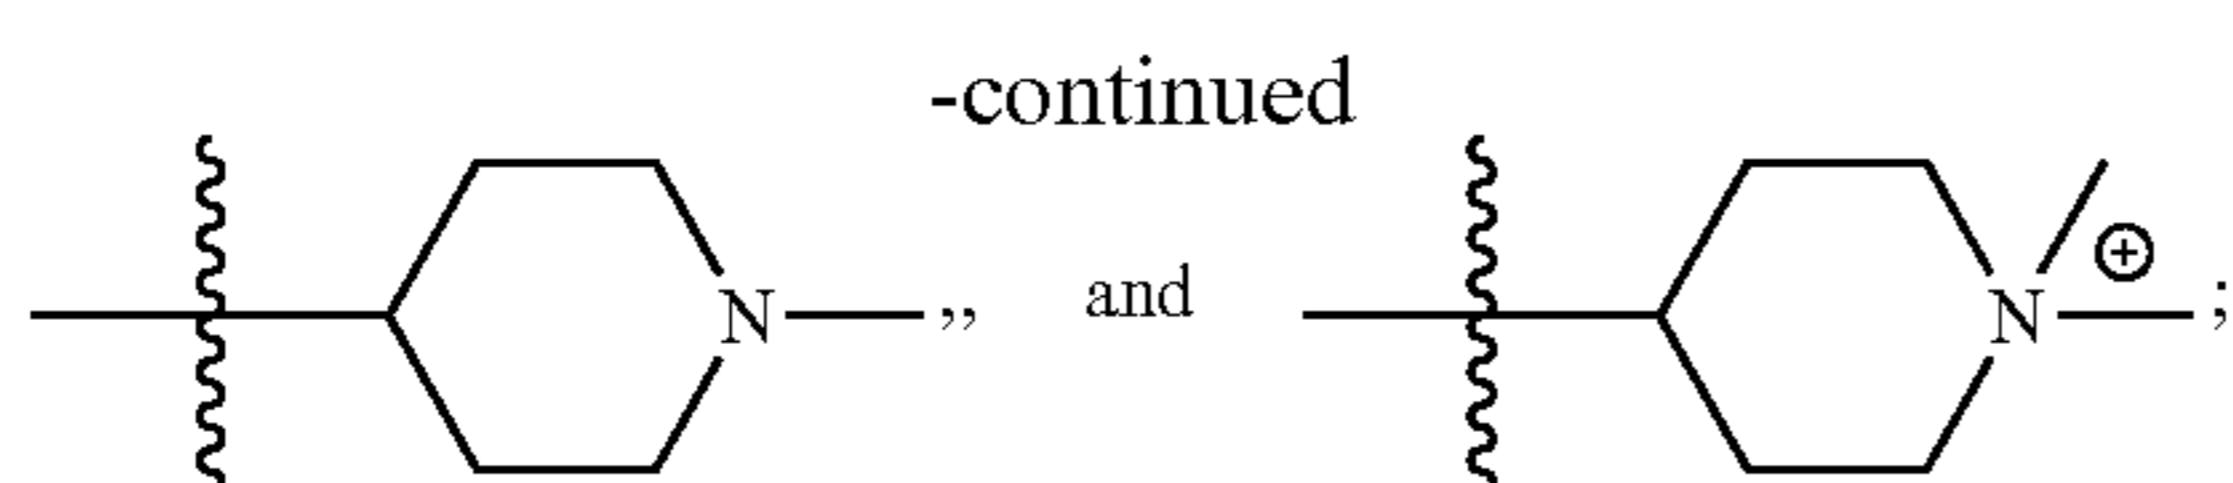 -continued
N ,, and N ⊕ ;